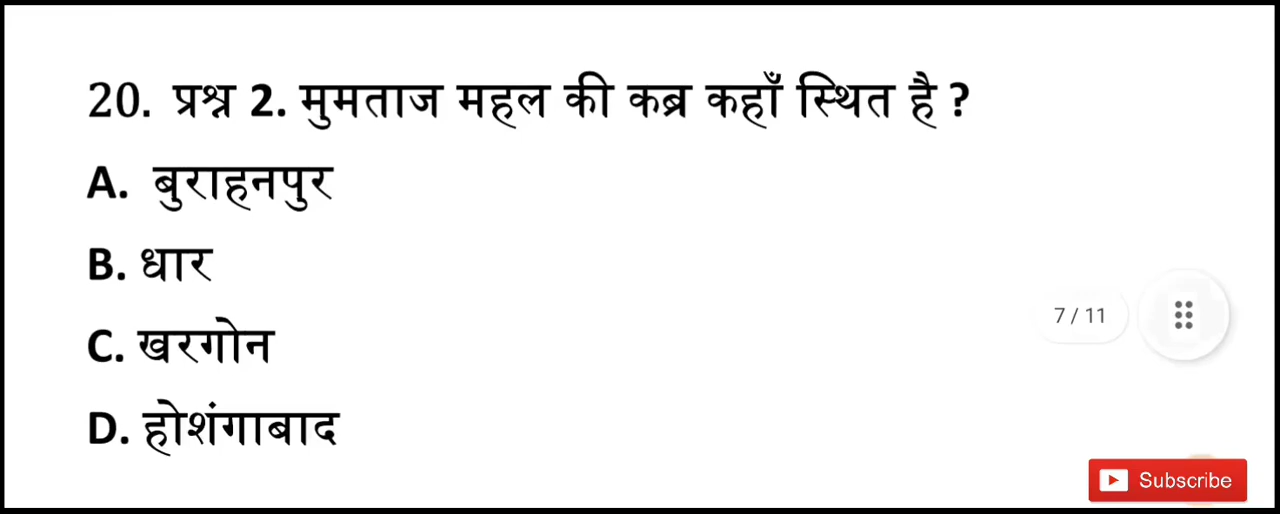 20. प्रश्न 2. मुमताज महल की कब्र कहाँ स्थित है ?
A. बुराहनपुर
B. धार
C. खरगोन
D. होशंगाबाद
7 / 11
Subscribe